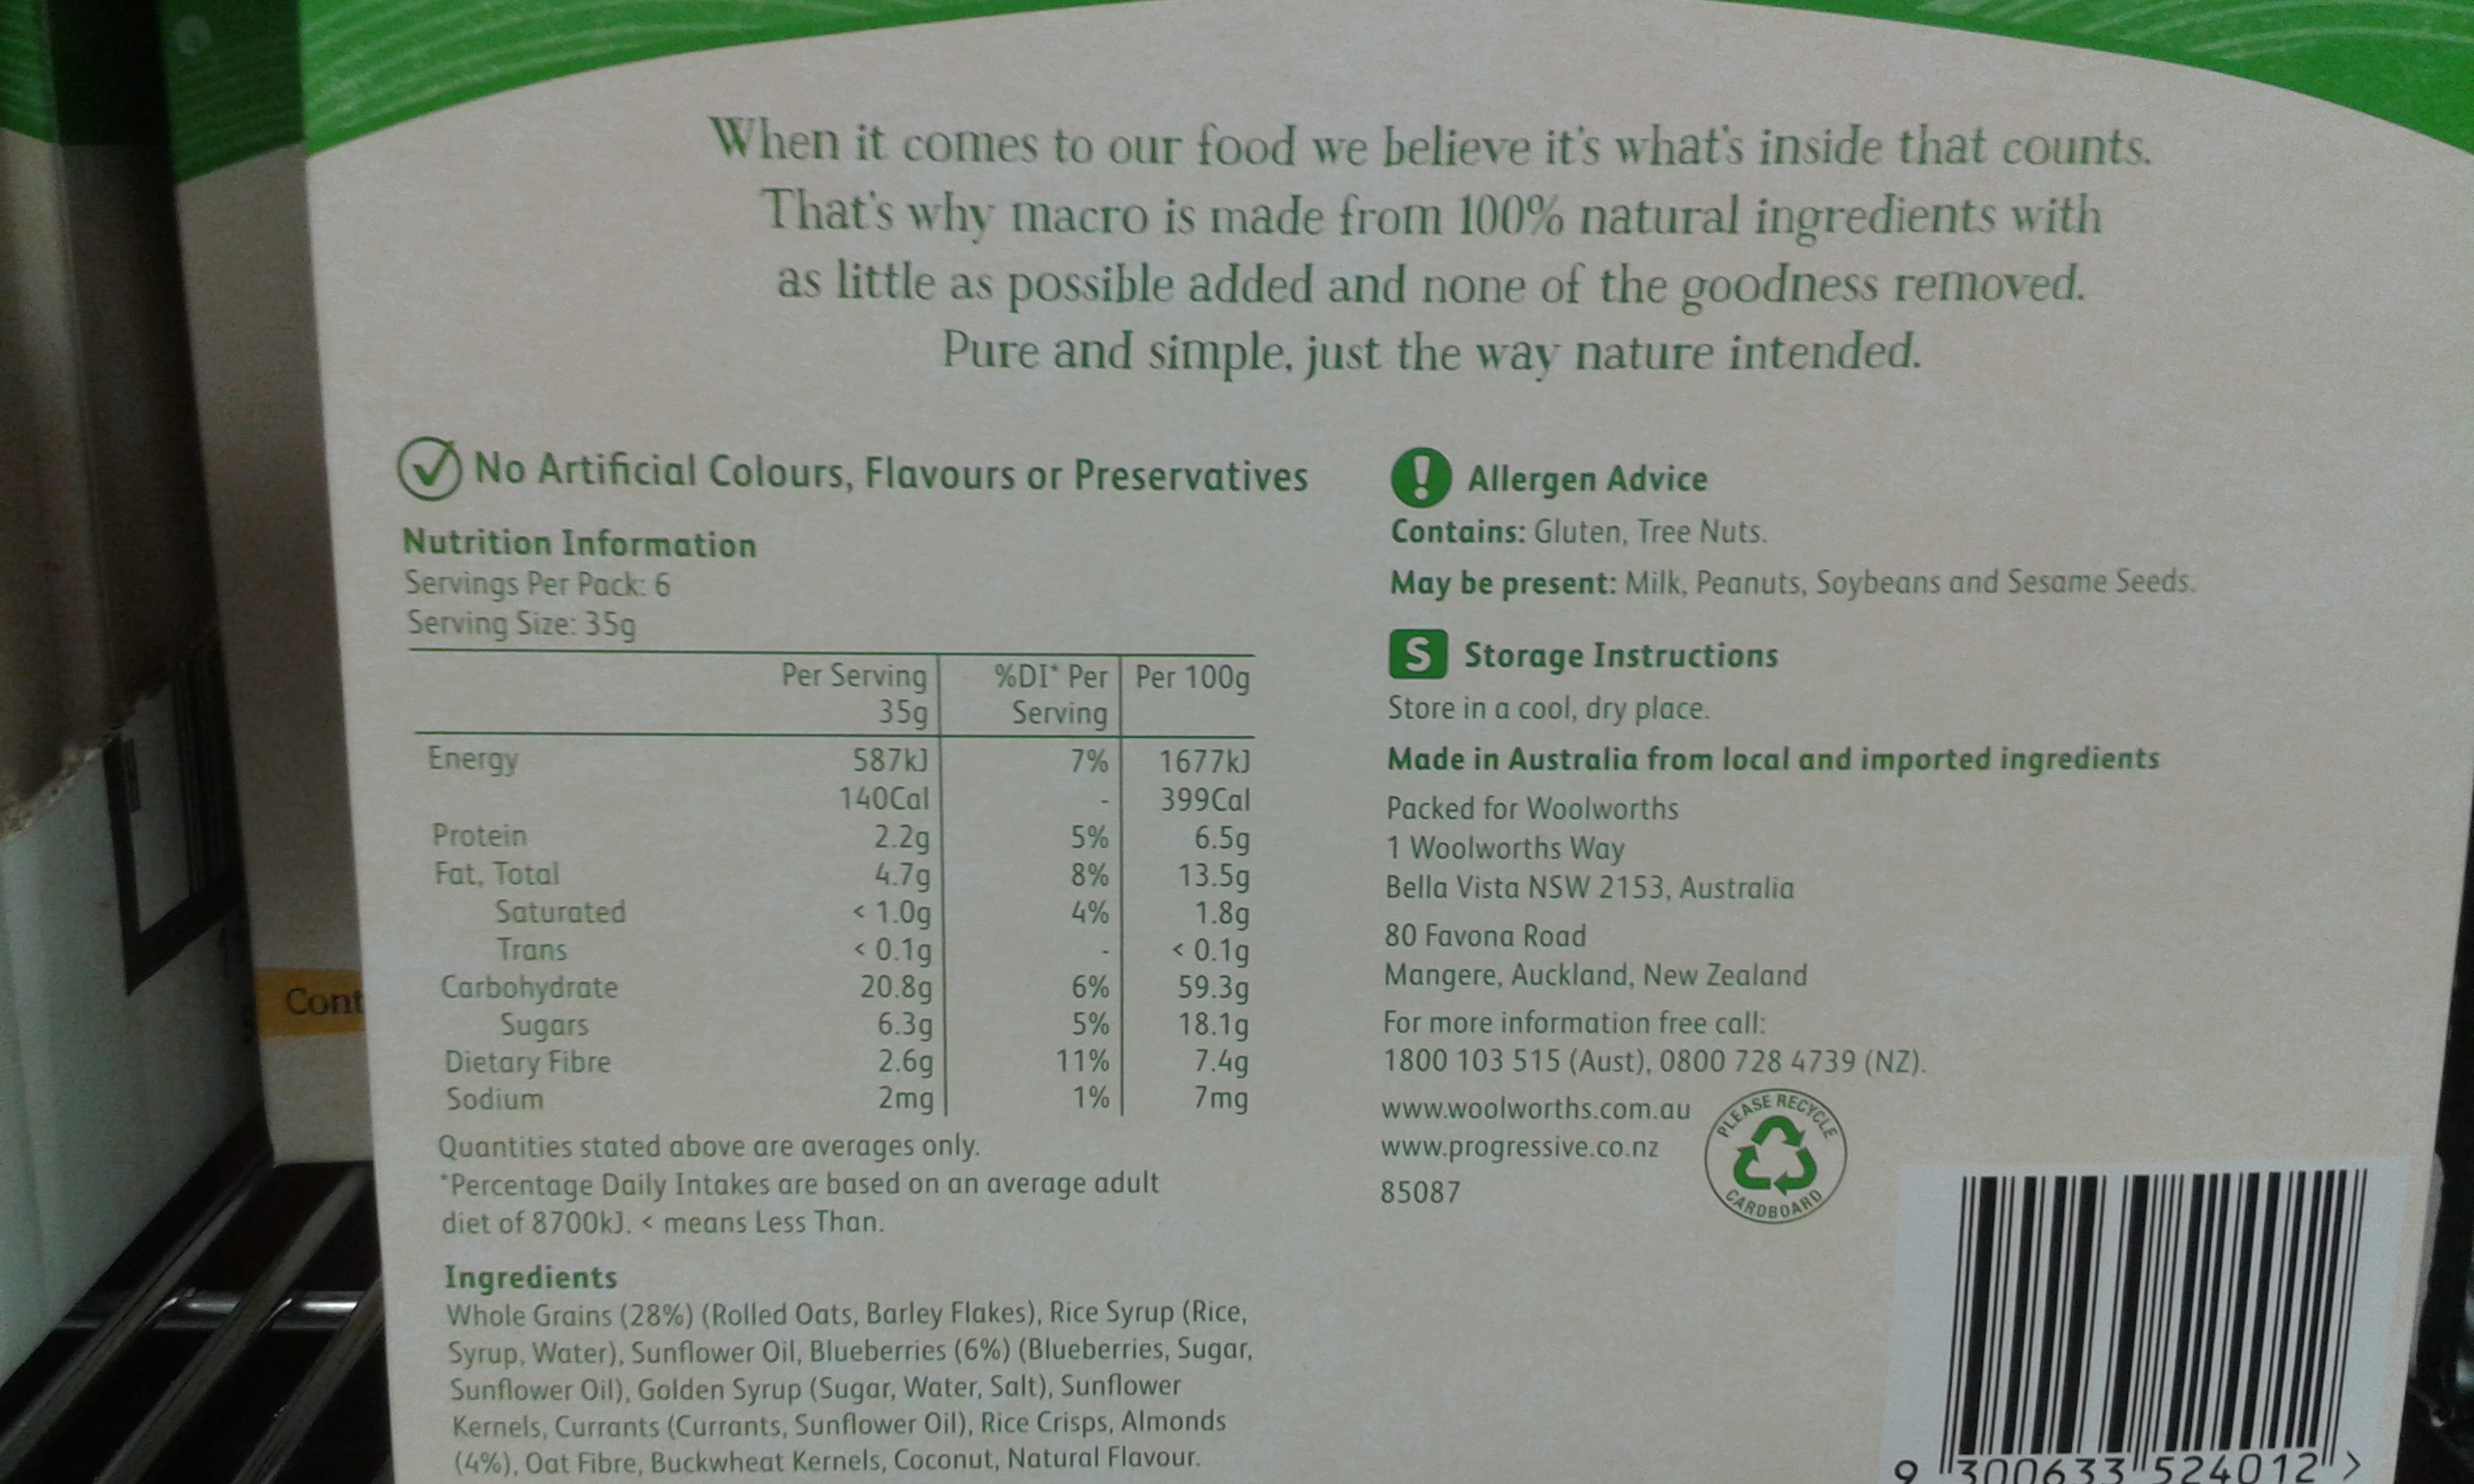 When it comes to our food we believe it's what's inside that counts.
That's why macro is made from 100% natural ingredients with
as little as possible added and none of the goodness removed.
Pure and simple, just the way nature intended.
No Artificial Colours, Flavours or Preservatives
Nutrition Information
Servings Per Pack: 6
Serving Size: 35g
Per Serving %DI* Per Per 100g
35g Serving
Energy 587kJ 7% 1677kJ
140Cal - 399Cal
Protein 2.2g 5% 6.5g
Fat, Total 4.7g 8% 13.5g
Saturated < 1.0g 4% 1.8g
Trans < 0.1g - < 0.1g
Carbohydrate 20.8g 6% 59.3g
Sugars 6.3g 5% 18.1g
Dietary Fibre 2.6g 11% 7.4g
Sodium 2mg 1% 7mg
Quantities stated above are averages only.
*Percentage Daily Intakes are based on an average adult
diet of 8700kJ. < means Less Than.
Ingredients
Whole Grains (28%) (Rolled Oats, Barley Flakes), Rice Syrup (Rice,
Syrup, Water), Sunflower Oil, Blueberries (6%) (Blueberries, Sugar,
Sunflower Oil), Golden Syrup (Sugar, Water, Salt), Sunflower
Kernels, Currants (Currants, Sunflower Oil), Rice Crisps, Almonds
(4%), Oat Fibre, Buckwheat Kernels, Coconut, Natural Flavour.
! Allergen Advice
Contains: Gluten, Tree Nuts.
May be present: Milk, Peanuts, Soybeans and Sesame Seeds.
S Storage Instructions
Store in a cool, dry place.
Made in Australia from local and imported ingredients
Packed for Woolworths
1 Woolworths Way
Bella Vista NSW 2153, Australia
80 Favona Road
Mangere, Auckland, New Zealand
For more information free call:
1800 103 515 (Aust), 0800 728 4739 (NZ).
www.woolworths.com.au
www.progressive.co.nz
85087
PLEASE RECYCLE
CARDBOARD
9 300633 524012 >
Cont